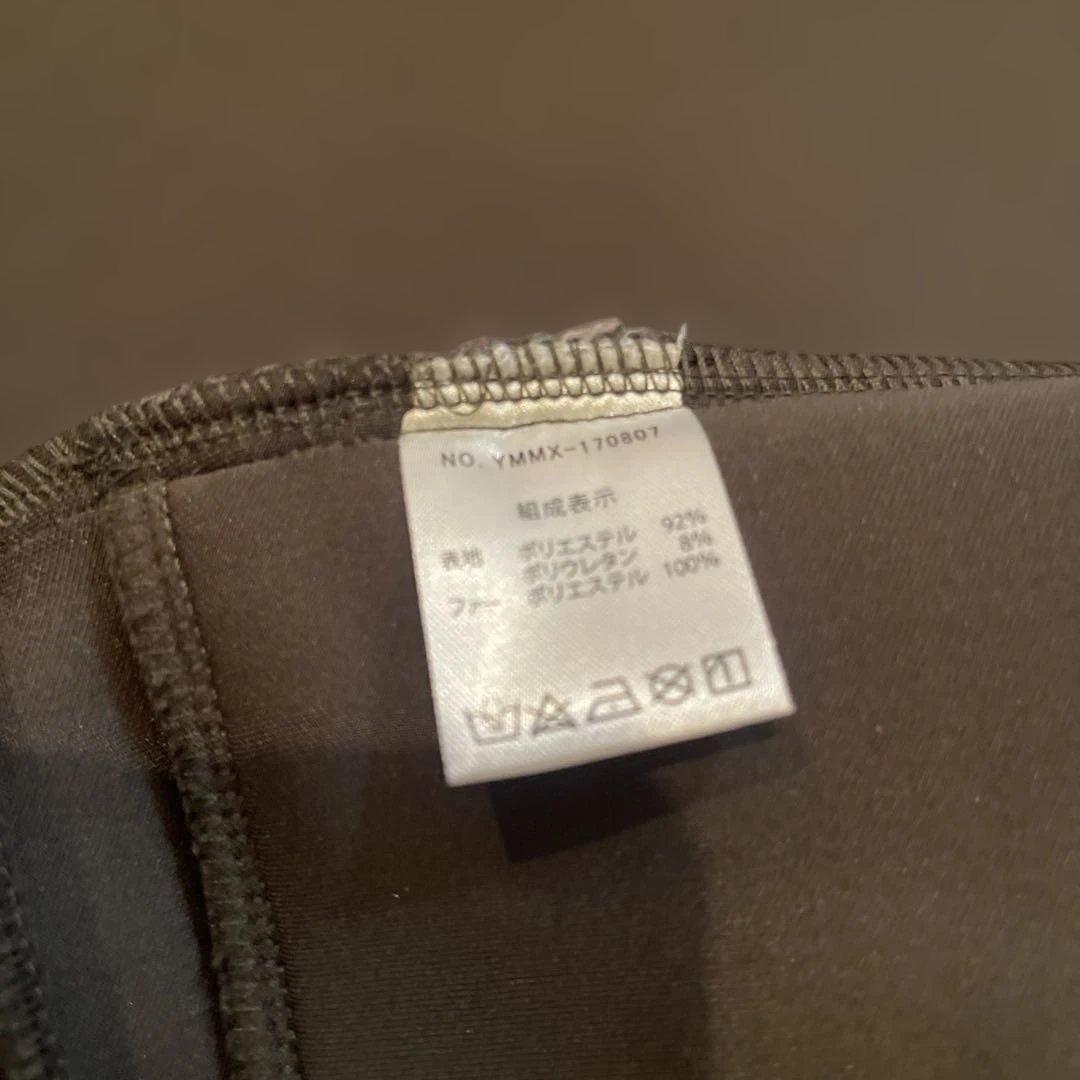 NO. YMMX-170807
組成表示
表地 ポリエステル 92%
ポリウレタン 8%
ファー ポリエステル 100%